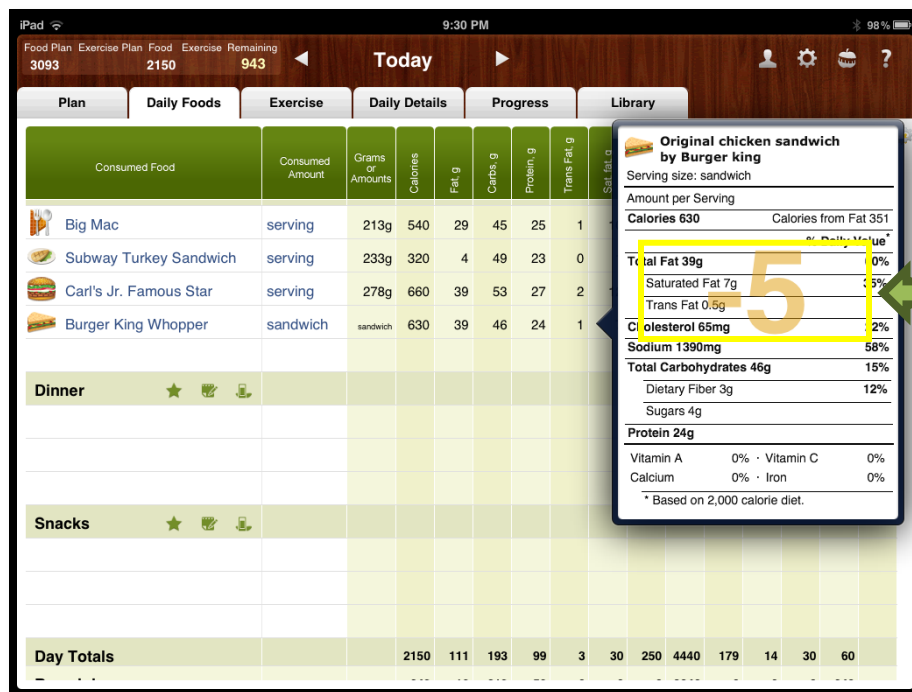 iPad 9:30 PM 98%
Food Plan Exercise Plan Food Exercise Remaining
3093 2150 943
Today
?
Plan Daily Foods Exercise Daily Details Progress Library
Consumed Food Consumed Amount Grams or Amounts Calories Fat, g Carbs, g Protein, g Trans Fat, g Sat. fat, g
Big Mac serving 213g 540 29 45 25 1
Subway Turkey Sandwich serving 233g 320 4 49 23 0
Carl's Jr. Famous Star serving 278g 660 39 53 27 2
Burger King Whopper sandwich sandwich 630 39 46 24 1
Dinner
Snacks
Day Totals 2150 111 193 99 3 30 250 4440 179 14 30 60
Original chicken sandwich
by Burger king
Serving size: sandwich
Amount per Serving
Calories 630 Calories from Fat 351
% Daily Value*
Total Fat 39g 60%
Saturated Fat 7g 35%
Trans Fat 0.5g
-5
Cholesterol 65mg 22%
Sodium 1390mg 58%
Total Carbohydrates 46g 15%
Dietary Fiber 3g 12%
Sugars 4g
Protein 24g
Vitamin A 0% · Vitamin C 0%
Calcium 0% · Iron 0%
* Based on 2,000 calorie diet.